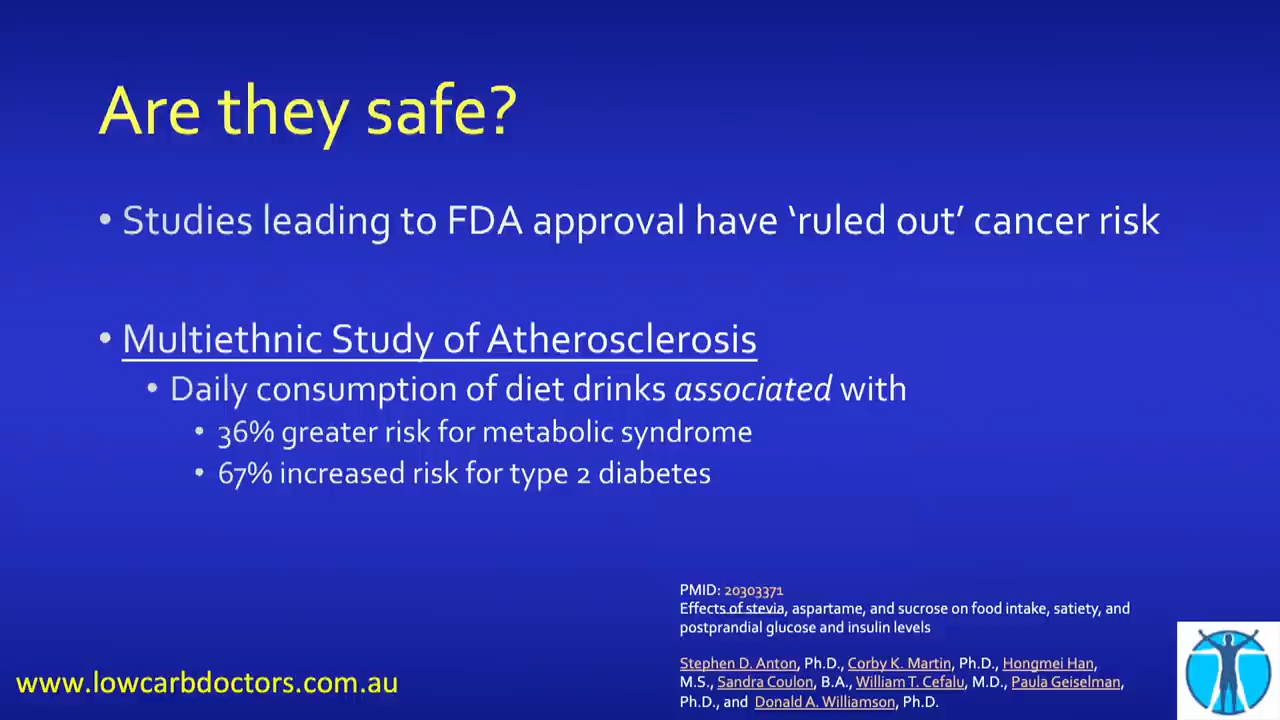 Are they safe?
• Studies leading to FDA approval have ‘ruled out’ cancer risk
• Multiethnic Study of Atherosclerosis
• Daily consumption of diet drinks associated with
• 36% greater risk for metabolic syndrome
• 67% increased risk for type 2 diabetes
PMID: 20303371
Effects of stevia, aspartame, and sucrose on food intake, satiety, and
postprandial glucose and insulin levels
Stephen D. Anton, Ph.D., Corby K. Martin, Ph.D., Hongmei Han,
M.S., Sandra Coulon, B.A., William T. Cefalu, M.D., Paula Geiselman,
Ph.D., and Donald A. Williamson, Ph.D.
www.lowcarbdoctors.com.au